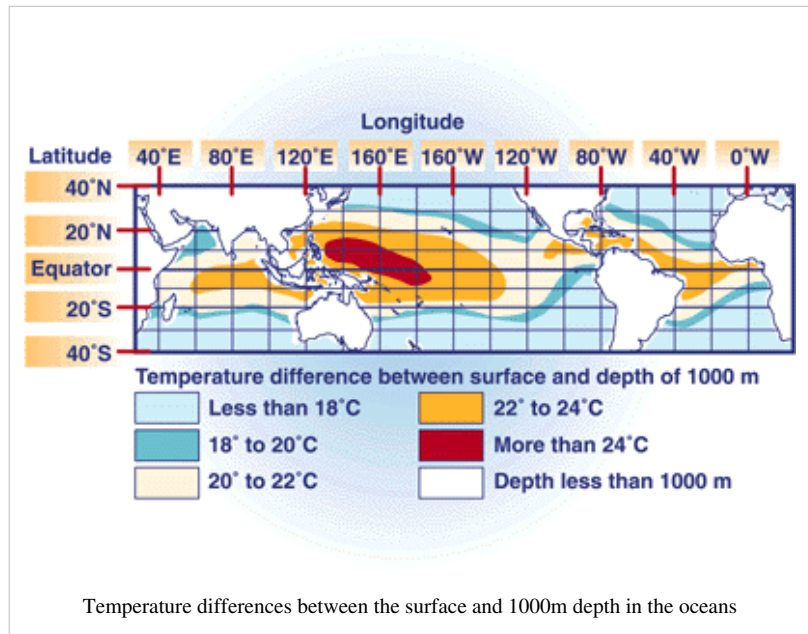 Longitude
Latitude 40°E 80°E 120°E 160°E 160°W 120°W 80°W 40°W 0°W
40°N
20°N
Equator
20°S
40°S
Temperature difference between surface and depth of 1000 m
Less than 18°C 22° to 24°C
18° to 20°C More than 24°C
20° to 22°C Depth less than 1000 m
Temperature differences between the surface and 1000m depth in the oceans